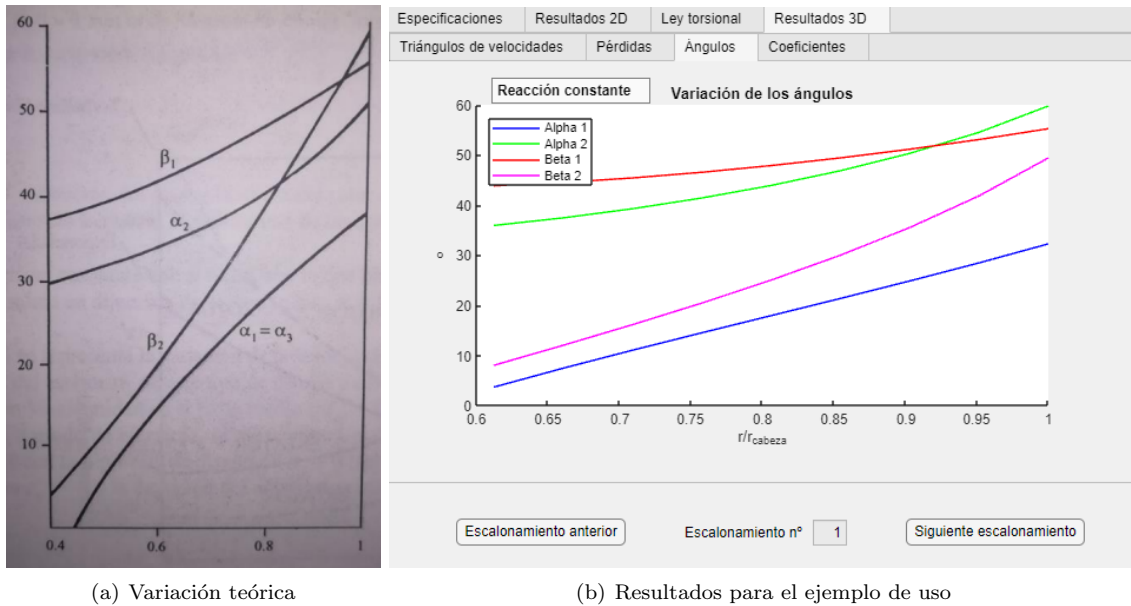 60
50
40
30
20
10
0.4 0.6 0.8 1
β1
α2
β2
α1 = α3
Especificaciones Resultados 2D Ley torsional Resultados 3D
Triángulos de velocidades Pérdidas Ángulos Coeficientes
Reacción constante Variación de los ángulos
Alpha 1
Alpha 2
Beta 1
Beta 2
60
50
40
30
20
10
0
°
0.6 0.65 0.7 0.75 0.8 0.85 0.9 0.95 1
r/rcabeza
Escalonamiento anterior Escalonamiento nº 1 Siguiente escalonamiento
(a) Variación teórica (b) Resultados para el ejemplo de uso